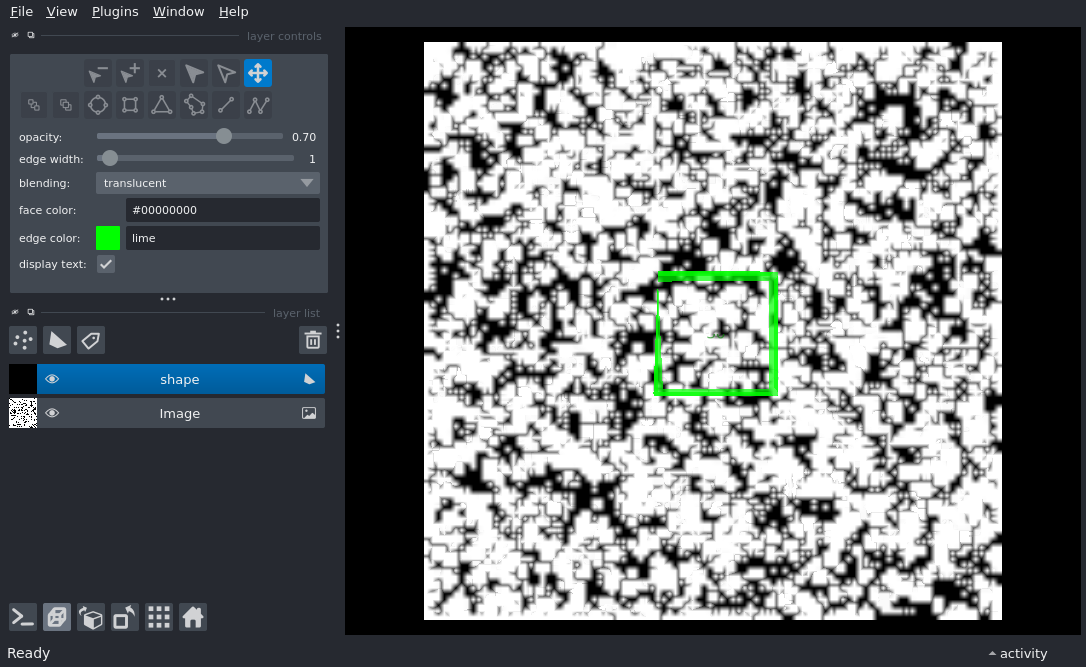 File View Plugins Window Help
layer controls
opacity: 0.70
edge width: 1
blending: translucent
face color: #00000000
edge color: lime
display text:
layer list
shape
Image
Ready
activity